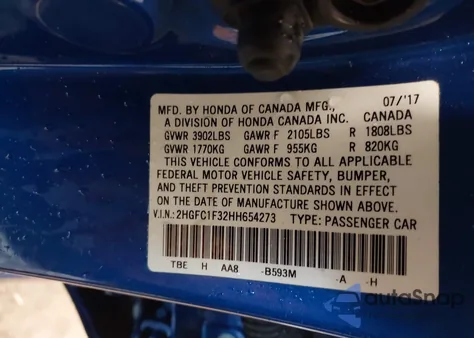 MFD. BY HONDA OF CANADA MFG., 07/'17
A DIVISION OF HONDA CANADA INC. CANADA
GVWR 3902LBS GAWR F 2105LBS R 1808LBS
GVWR 1770KG GAWR F 955KG R 820KG
THIS VEHICLE CONFORMS TO ALL APPLICABLE
FEDERAL MOTOR VEHICLE SAFETY, BUMPER,
AND THEFT PREVENTION STANDARDS IN EFFECT
ON THE DATE OF MANUFACTURE SHOWN ABOVE.
V.I.N.:2HGFC1F32HH654273 TYPE: PASSENGER CAR
TBE H AA8 -B593M -A -H
autoSnap